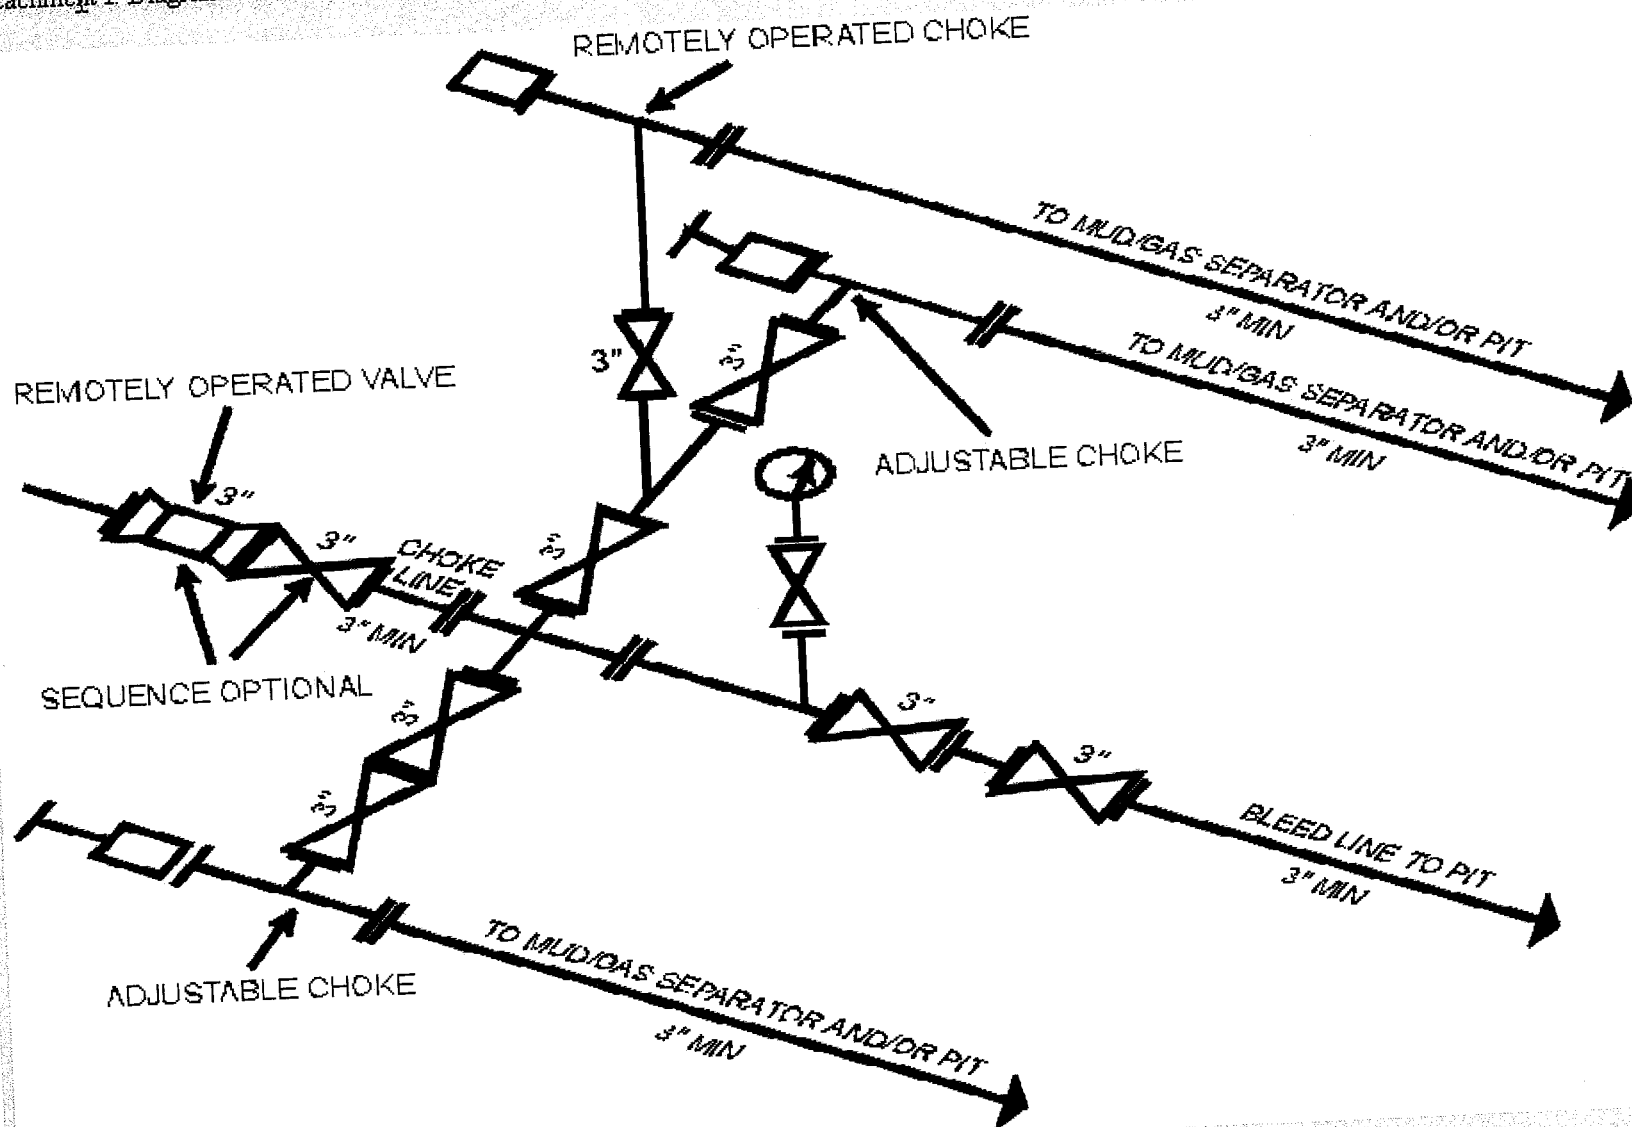 REMOTELY OPERATED CHOKE
TO MUD/GAS SEPARATOR AND/OR PIT
3" MIN
TO MUD/GAS SEPARATOR AND/OR PIT
3" MIN
3"
3"
REMOTELY OPERATED VALVE
ADJUSTABLE CHOKE
3"
3"
CHOKE
LINE
3" MIN
3"
SEQUENCE OPTIONAL
3"
3"
3"
3"
BLEED LINE TO PIT
3" MIN
ADJUSTABLE CHOKE
TO MUD/GAS SEPARATOR AND/OR PIT
3" MIN